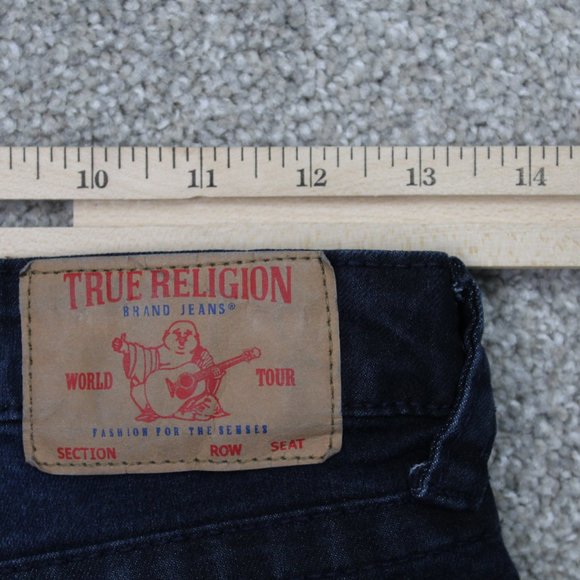 10 11 12 13 14
TRUE RELIGION
BRAND JEANS®
WORLD TOUR
FASHION FOR THE SENSES
SECTION ROW SEAT